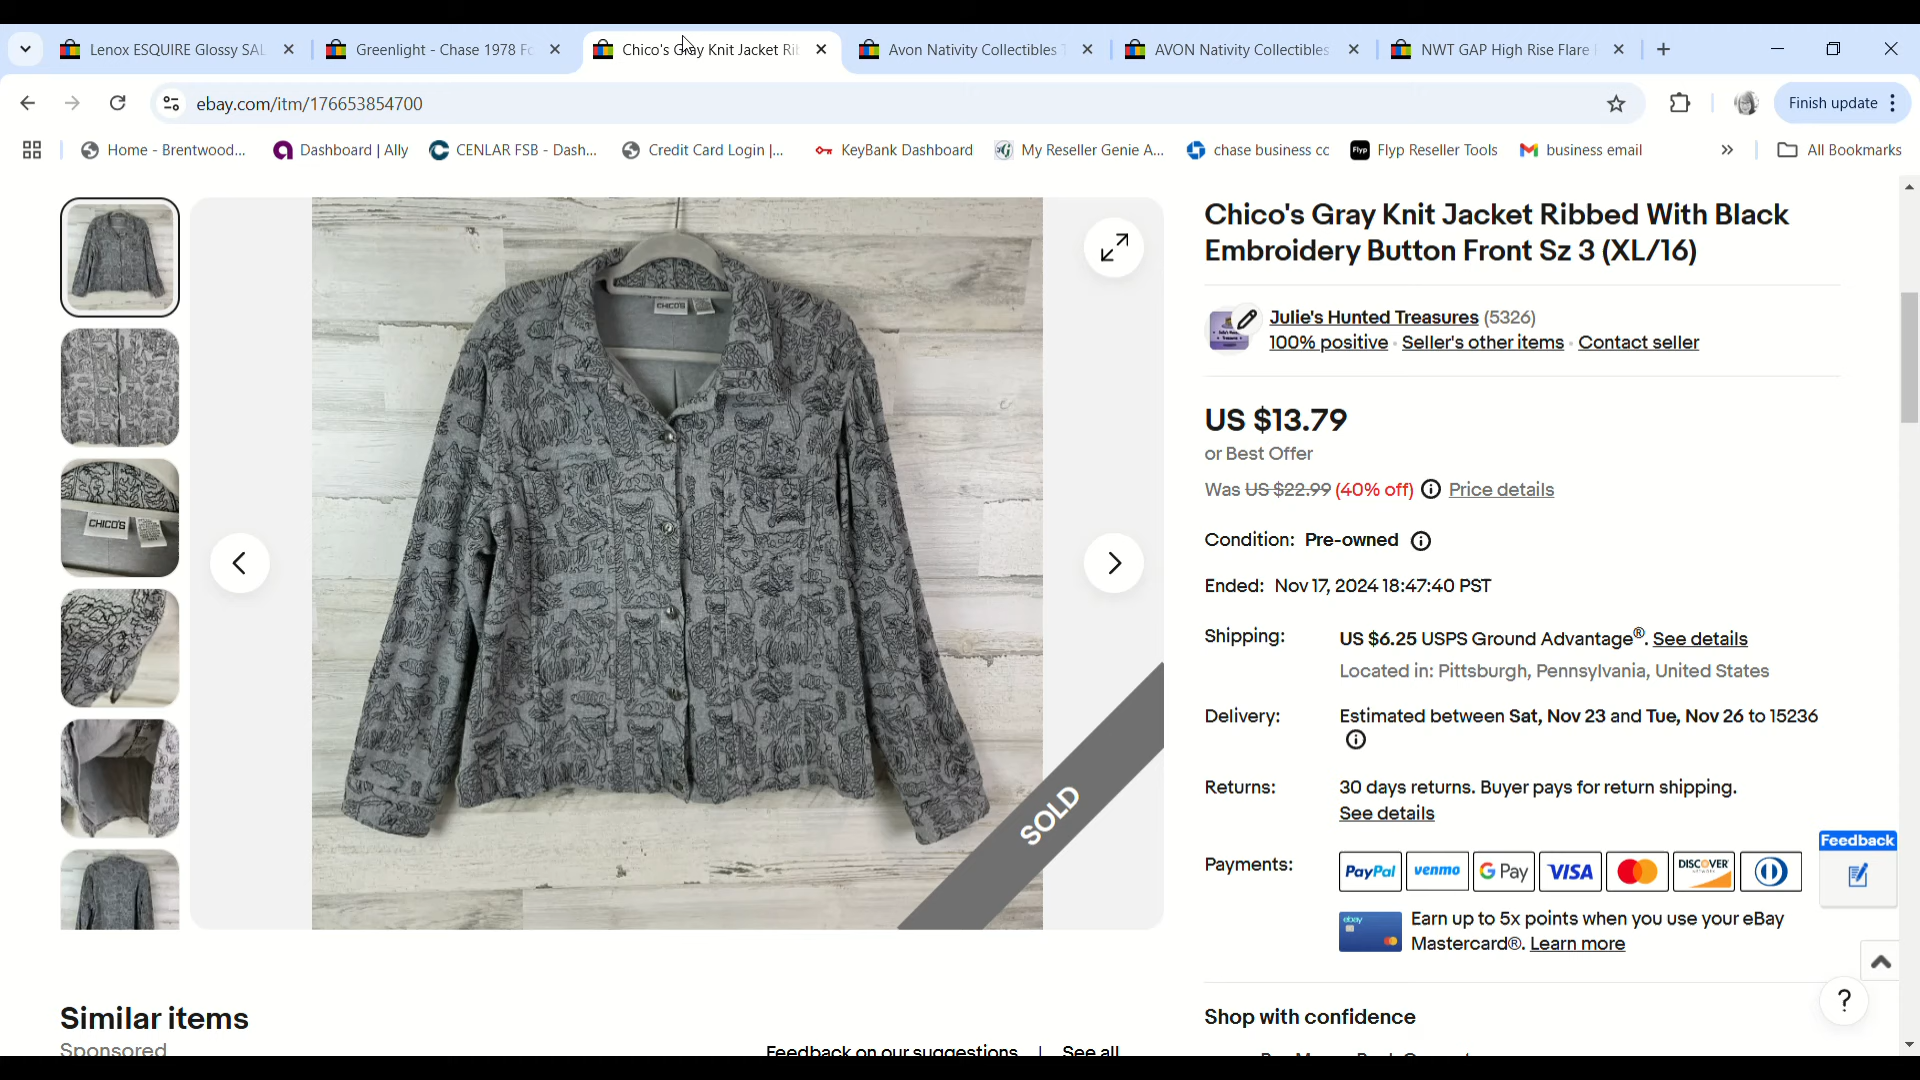 Lenox ESQUIRE Glossy SAL
Greenlight - Chase 1978 Fo
Chico's Gray Knit Jacket Ri
Avon Nativity Collectibles T
AVON Nativity Collectibles
NWT GAP High Rise Flare
ebay.com/itm/176653854700
Finish update
Home - Brentwood...
Dashboard | Ally
CENLAR FSB - Dash...
Credit Card Login |...
KeyBank Dashboard
My Reseller Genie A...
chase business cc
Flyp
Flyp Reseller Tools
business email
All Bookmarks
Chico's Gray Knit Jacket Ribbed With Black
Embroidery Button Front Sz 3 (XL/16)
Julie's Hunted Treasures (5326)
100% positive · Seller's other items · Contact seller
US $13.79
or Best Offer
Was US $22.99 (40% off) Price details
Condition: Pre-owned
Ended: Nov 17, 2024 18:47:40 PST
Shipping: US $6.25 USPS Ground Advantage®. See details
Located in: Pittsburgh, Pennsylvania, United States
Delivery: Estimated between Sat, Nov 23 and Tue, Nov 26 to 15236
Returns: 30 days returns. Buyer pays for return shipping.
See details
Payments: PayPal venmo G Pay VISA DISCOVER
ebay
Earn up to 5x points when you use your eBay
Mastercard®. Learn more
Shop with confidence
Feedback
?
CHICO'S
CHICO'S
SOLD
Similar items
Sponsored
Feedback on our suggestions | See all